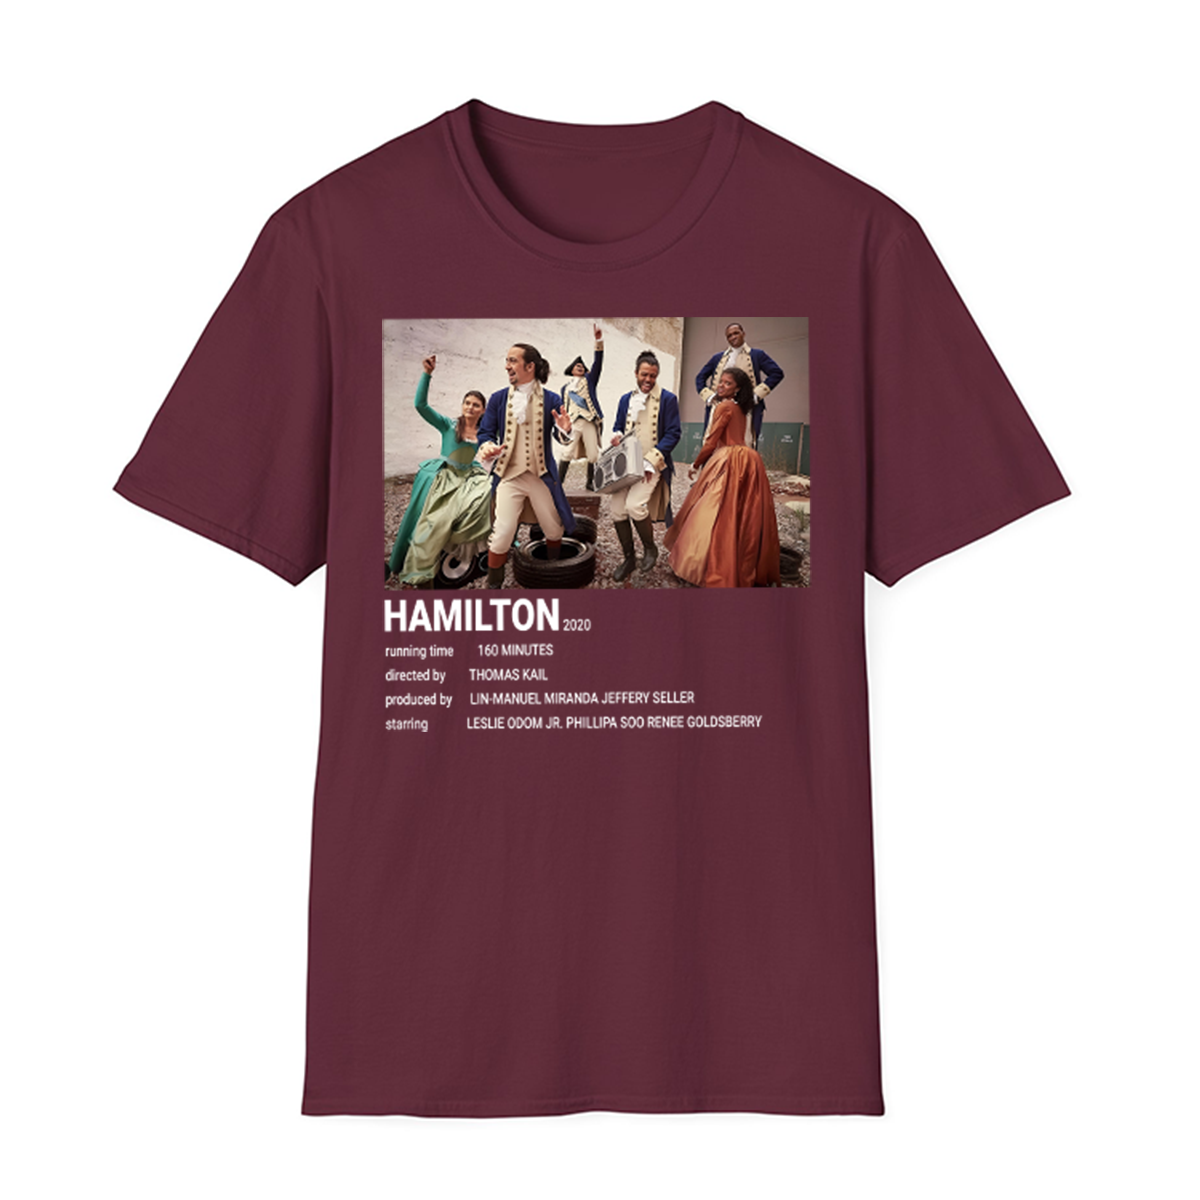 HAMILTON 2020
running time 160 MINUTES
directed by THOMAS KAIL
produced by LIN-MANUEL MIRANDA JEFFERY SELLER
starring LESLIE ODOM JR. PHILLIPA SOO RENEE GOLDSBERRY